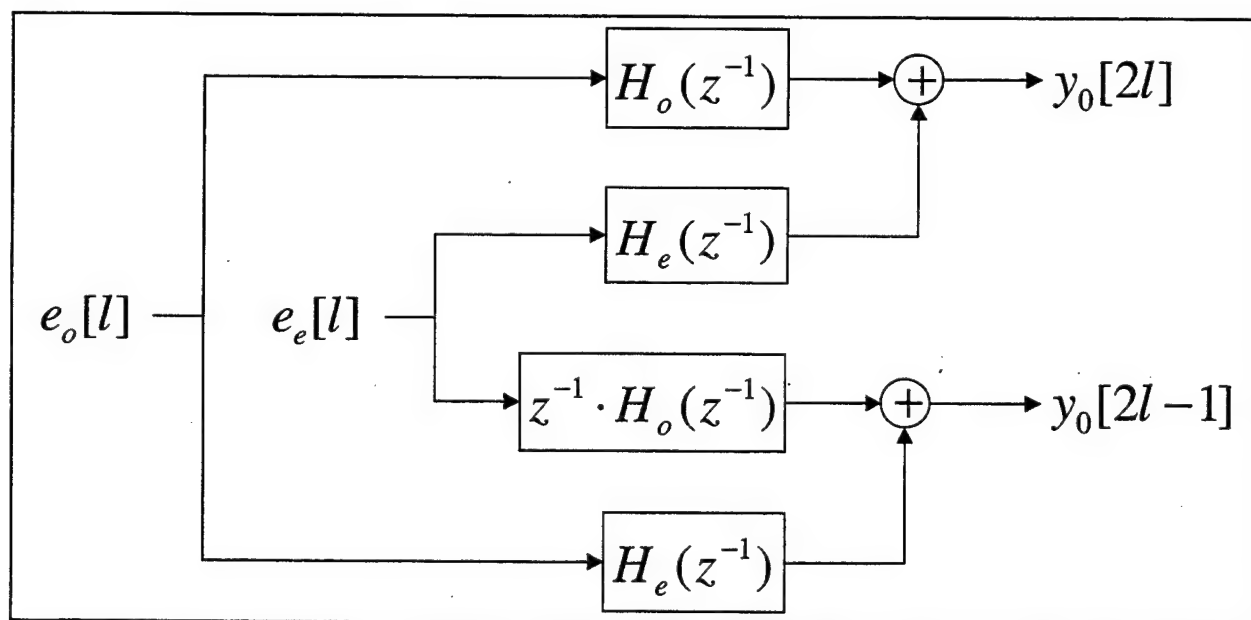 H_o(z^{-1})
y_0[2l]
H_e(z^{-1})
e_o[l]
e_e[l]
z^{-1} · H_o(z^{-1})
y_0[2l − 1]
H_e(z^{-1})